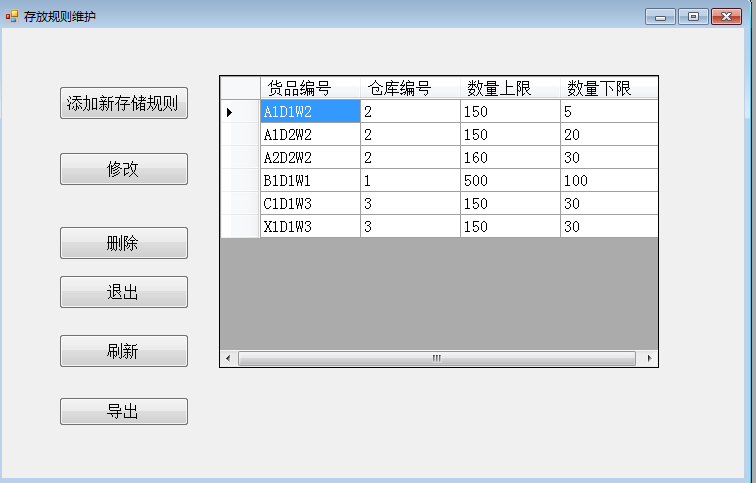 存放规则维护
添加新存储规则
修改
删除
退出
刷新
导出
货品编号 仓库编号 数量上限 数量下限
A1D1W2 2 150 5
A1D2W2 2 150 20
A2D2W2 2 160 30
B1D1W1 1 500 100
C1D1W3 3 150 30
X1D1W3 3 150 30